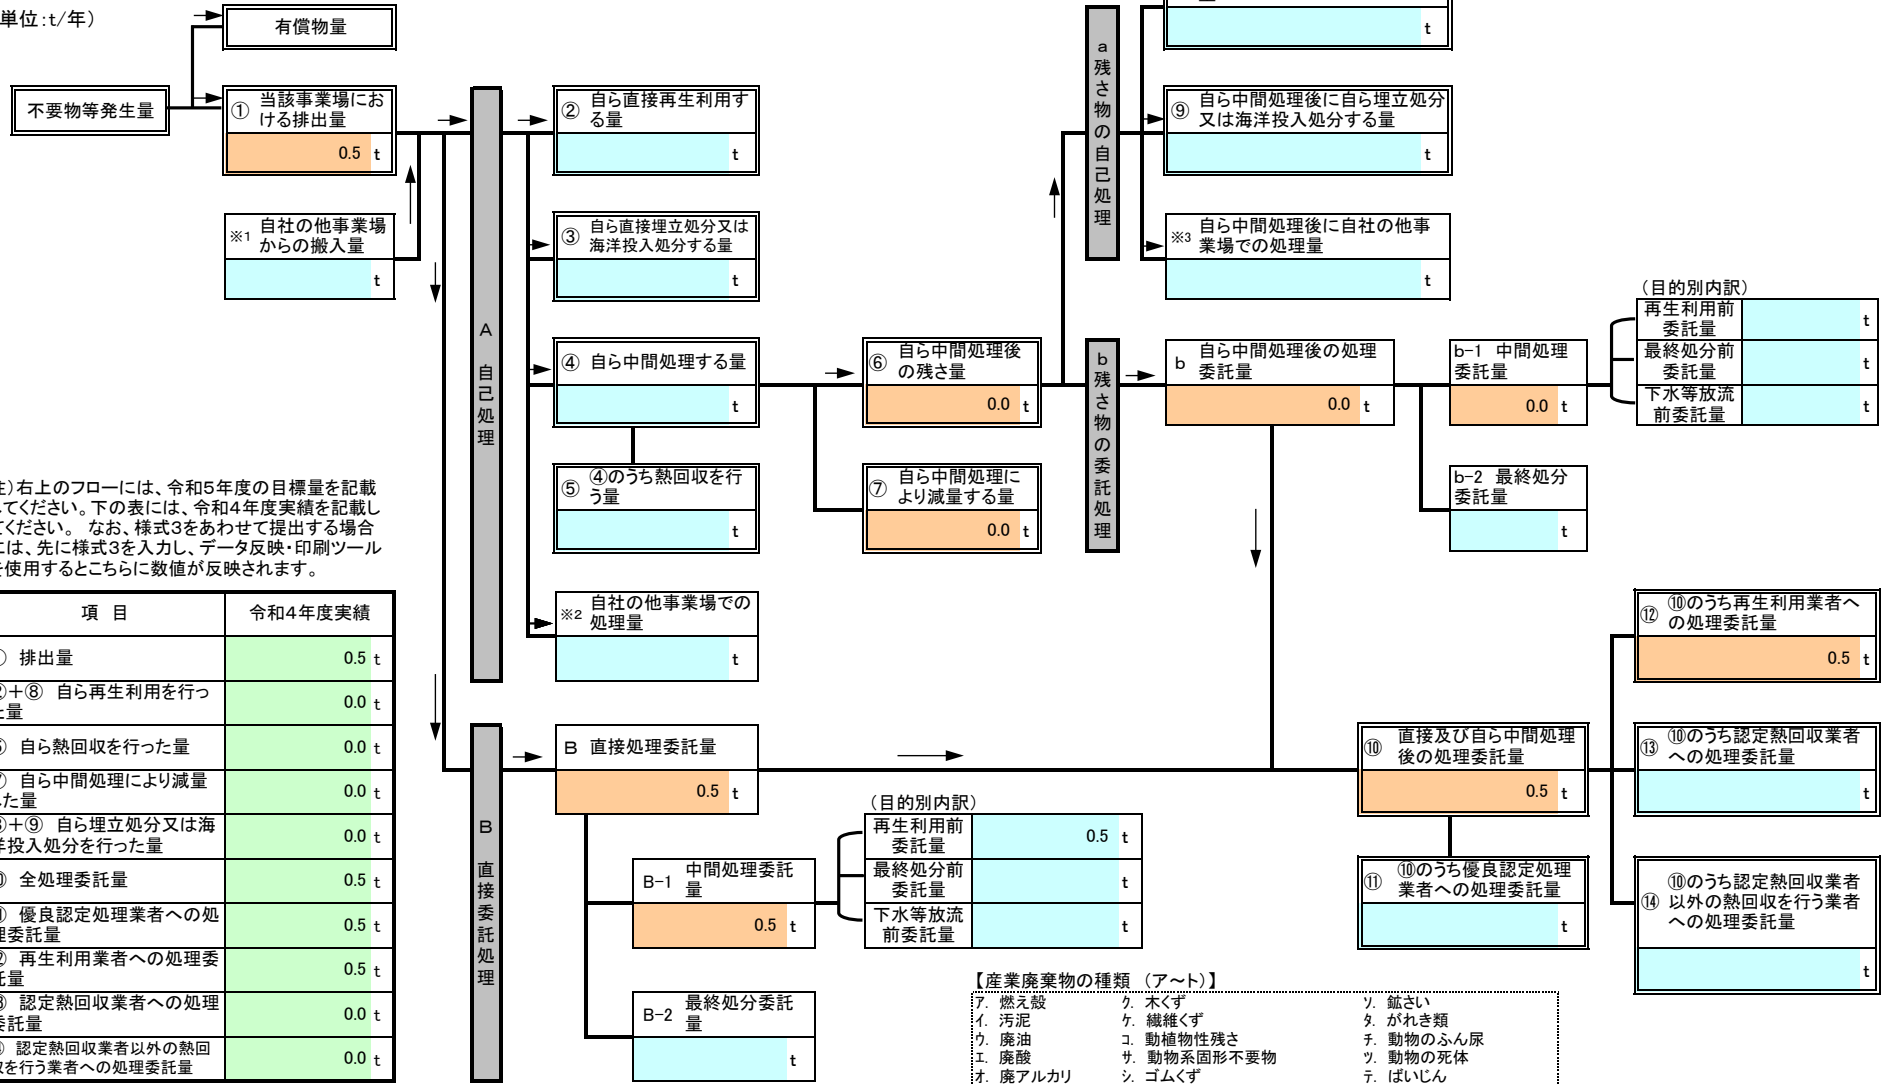 単位:t/年）
有償物量
不要物等発生量
① 当該事業場にお
ける排出量
0.5 t
※1 自社の他事業場
からの搬入量
t
A 自己処理
② 自ら直接再生利用す
る量
t
③ 自ら直接埋立処分又は
海洋投入処分する量
t
④ 自ら中間処理する量
t
⑤ ④のうち熱回収を行
う量
t
※2 自社の他事業場での
処理量
t
⑥ 自ら中間処理後
の残さ量
0.0 t
⑦ 自ら中間処理に
より減量する量
0.0 t
a 残さ物の自己処理
t
⑨ 自ら中間処理後に自ら埋立処分
又は海洋投入処分する量
t
※3 自ら中間処理後に自社の他事
業場での処理量
t
b 残さ物の委託処理
b 自ら中間処理後の処理
委託量
0.0 t
b-1 中間処理
委託量
0.0 t
b-2 最終処分
委託量
t
（目的別内訳）
再生利用前
委託量
t
最終処分前
委託量
t
下水等放流
前委託量
t
注）右上のフローには、令和5年度の目標量を記載
してください。下の表には、令和4年度実績を記載し
てください。 なお、様式3をあわせて提出する場合
には、先に様式3を入力し、データ反映・印刷ツール
を使用するとこちらに数値が反映されます。
項 目 令和4年度実績
① 排出量 0.5 t
②＋⑧ 自ら再生利用を行っ
た量 0.0 t
⑤ 自ら熱回収を行った量 0.0 t
⑦ 自ら中間処理により減量
した量 0.0 t
③＋⑨ 自ら埋立処分又は海
洋投入処分を行った量 0.0 t
⑩ 全処理委託量 0.5 t
⑪ 優良認定処理業者への処
理委託量 0.5 t
⑫ 再生利用業者への処理委
託量 0.5 t
⑬ 認定熱回収業者への処理
委託量 0.0 t
⑭ 認定熱回収業者以外の熱回
収を行う業者への処理委託量 0.0 t
B 直接委託処理
B 直接処理委託量
0.5 t
B-1 中間処理委託
量
0.5 t
B-2 最終処分委託
量
t
（目的別内訳）
再生利用前
委託量
0.5 t
最終処分前
委託量
t
下水等放流
前委託量
t
⑩ 直接及び自ら中間処理
後の処理委託量
0.5 t
⑪ ⑩のうち優良認定処理
業者への処理委託量
t
⑫ ⑩のうち再生利用業者へ
の処理委託量
0.5 t
⑬ ⑩のうち認定熱回収業者
への処理委託量
t
⑭ ⑩のうち認定熱回収業者
以外の熱回収を行う業者
への処理委託量
t
【産業廃棄物の種類 （ア～ト）】
ア. 燃え殻 ク. 木くず ソ. 鉱さい
イ. 汚泥 ケ. 繊維くず タ. がれき類
ウ. 廃油 コ. 動植物性残さ チ. 動物のふん尿
エ. 廃酸 サ. 動物系固形不要物 ツ. 動物の死体
オ. 廃アルカリ シ. ゴムくず テ. ばいじん